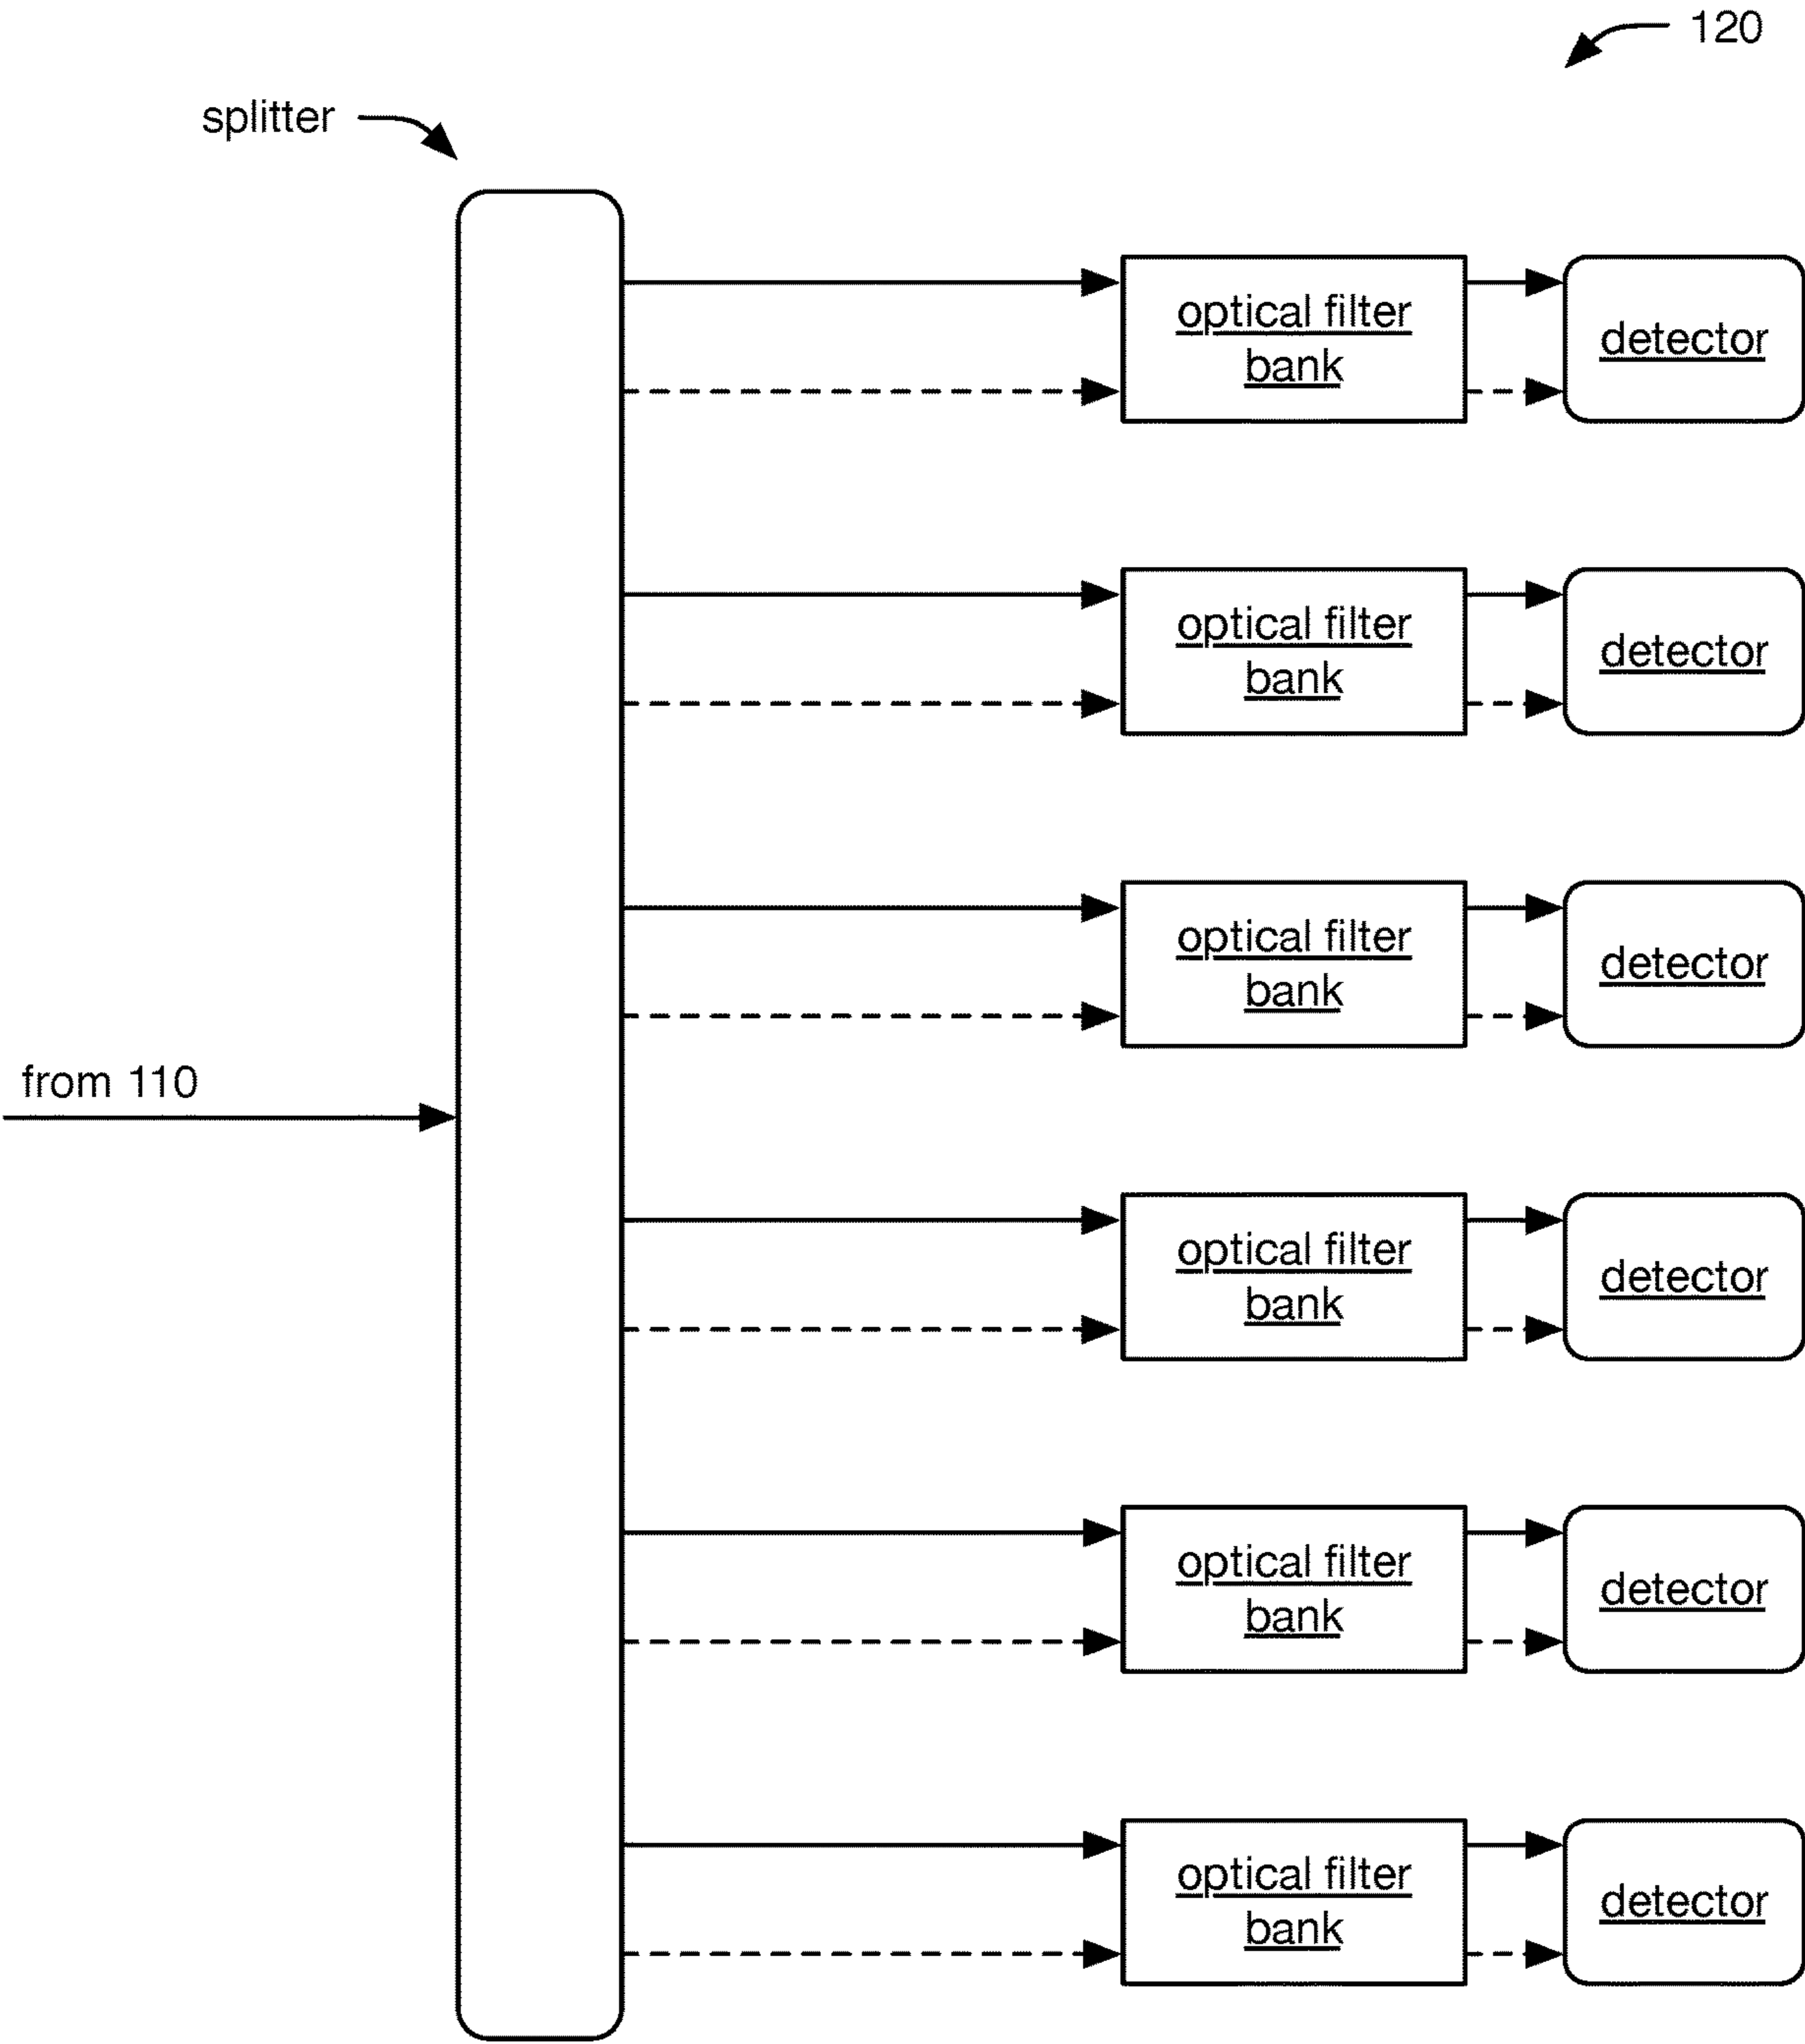 120
splitter
optical filter
bank
detector
optical filter
bank
detector
optical filter
bank
detector
from 110
optical filter
bank
detector
optical filter
bank
detector
optical filter
bank
detector